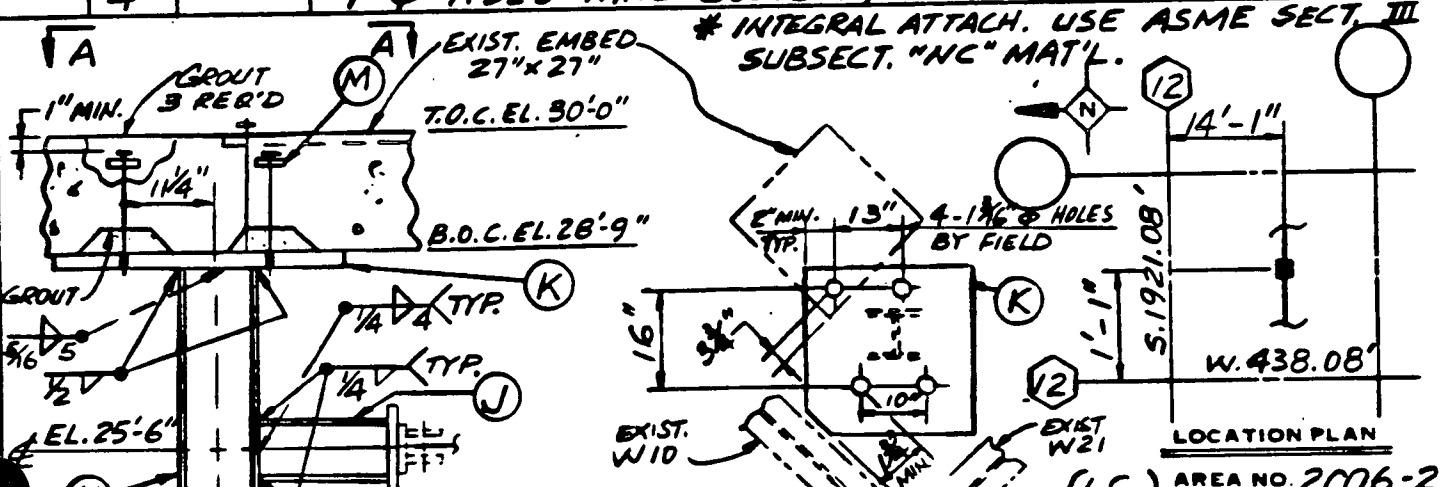 * INTEGRAL ATTACH. USE ASME SECT. III
SUBSECT. "NC" MAT'L.
A
A
EXIST. EMBED
27"x27"
M
GROUT
3 REQ'D
1" MIN.
T.O.C. EL. 30'-0"
11 1/4"
B.O.C. EL. 28'-9"
K
GROUT
5/16
5
1/2
1/4
4
TYP.
1/4
TYP.
J
EL. 25'-6"
N
12
14'-1"
2" MIN.
TYP.
13"
4-1 3/16" φ HOLES
BY FIELD
K
16"
10"
MIN.
EXIST.
W10
EXIST
W21
12
1'-1"
S.1921.08'
W.438.08'
LOCATION PLAN
AREA NO. 2006-2